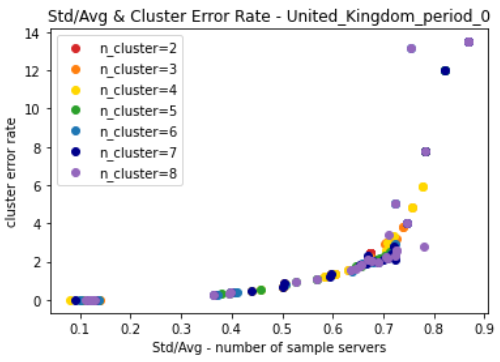 Std/Avg & Cluster Error Rate - United_Kingdom_period_0
14
12
10
8
6
4
2
0
cluster error rate
n_cluster=2
n_cluster=3
n_cluster=4
n_cluster=5
n_cluster=6
n_cluster=7
n_cluster=8
0.1 0.2 0.3 0.4 0.5 0.6 0.7 0.8 0.9
Std/Avg - number of sample servers